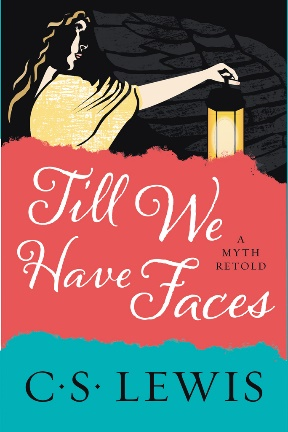 Till We
A
MYTH
RETOLD
Have Faces
C·S·LEWIS